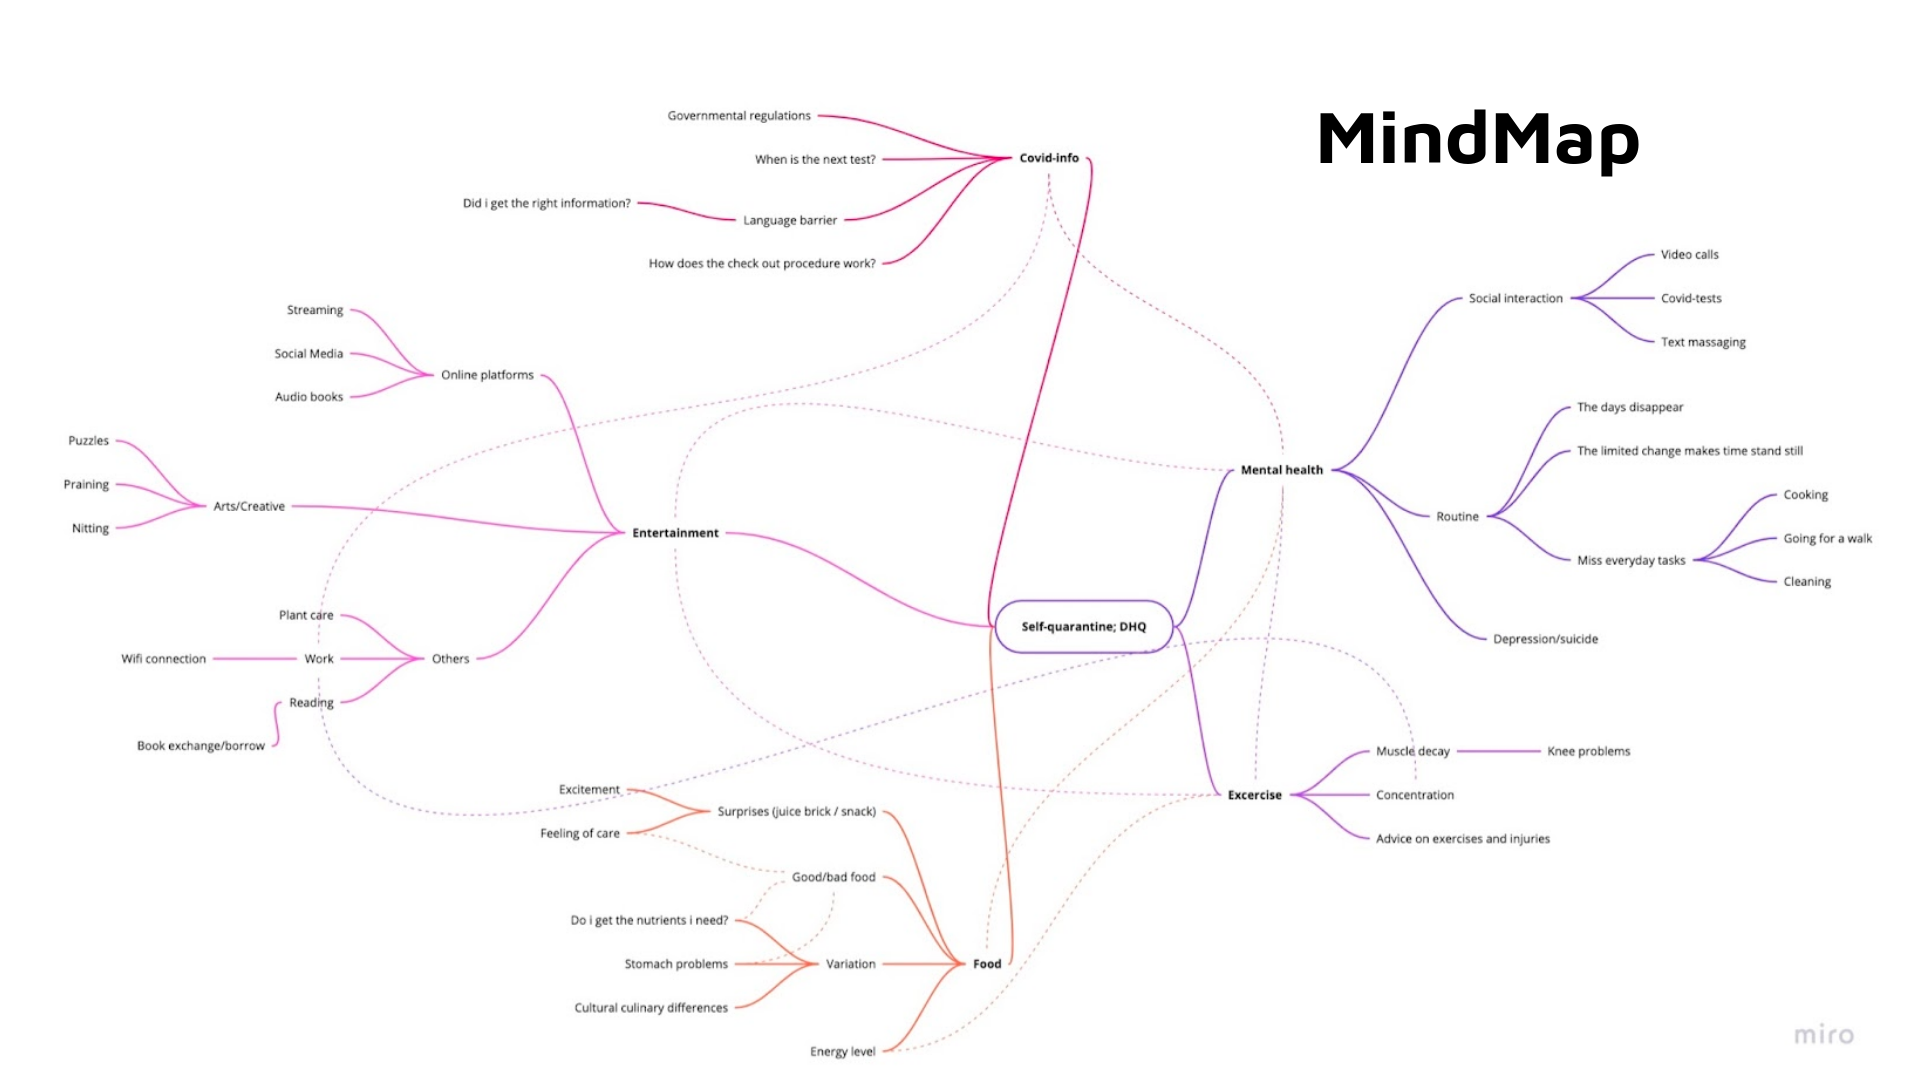 MindMap
Governmental regulations
When is the next test?
Covid-info
Did i get the right information?
Language barrier
How does the check out procedure work?
Streaming
Social Media
Online platforms
Audio books
Puzzles
Praining
Arts/Creative
Nitting
Entertainment
Plant care
Wifi connection
Work
Others
Reading
Book exchange/borrow
Self-quarantine; DHQ
Mental health
Social interaction
Video calls
Covid-tests
Text massaging
Routine
The days disappear
The limited change makes time stand still
Miss everyday tasks
Cooking
Going for a walk
Cleaning
Depression/suicide
Excercise
Muscle decay
Knee problems
Concentration
Advice on exercises and injuries
Excitement
Surprises (juice brick / snack)
Feeling of care
Good/bad food
Do i get the nutrients i need?
Stomach problems
Variation
Food
Cultural culinary differences
Energy level
miro